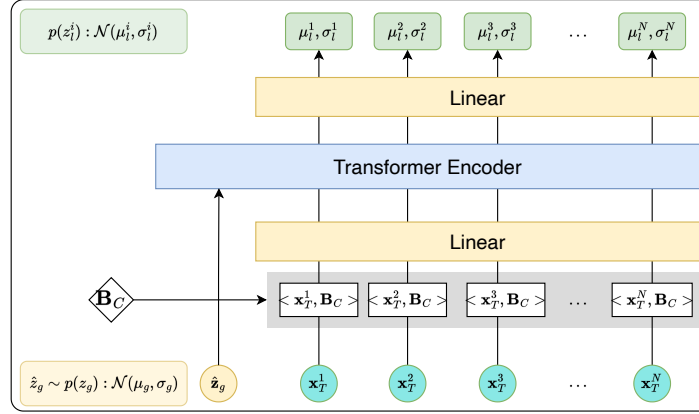 p(z_l^i) : 𝒩(μ_l^i, σ_l^i)
μ_l^1, σ_l^1
μ_l^2, σ_l^2
μ_l^3, σ_l^3
...
μ_l^N, σ_l^N
Linear
Transformer Encoder
Linear
B_C
< x_T^1, B_C >
< x_T^2, B_C >
< x_T^3, B_C >
...
< x_T^N, B_C >
ẑ_g ∼ p(z_g) : 𝒩(μ_g, σ_g)
ẑ_g
x_T^1
x_T^2
x_T^3
...
x_T^N